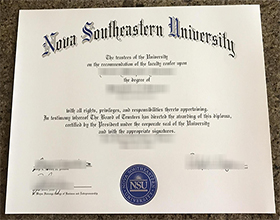 Nova Southeastern University
The trustees of the University
on the recommendation of the faculty confer upon
the degree of
with all rights, privileges, and responsibilities thereto appertaining.
In testimony whereof The Board of Trustees has directed the awarding of this diploma,
certified by the President under the corporate seal of the University
and with the appropriate signatures.
NSU